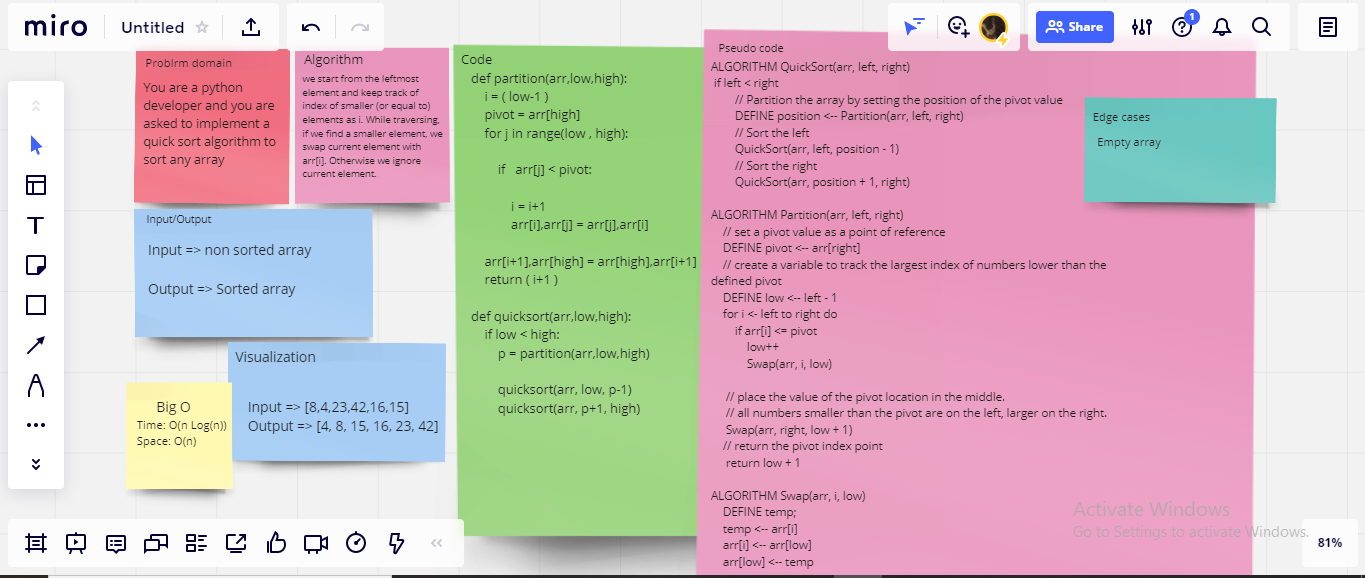 miro
Untitled
Share
1
Problrm domain
You are a python
developer and you are
asked to implement a
quick sort algorithm to
sort any array
Algorithm
we start from the leftmost
element and keep track of
index of smaller (or equal to)
elements as i. While traversing,
if we find a smaller element, we
swap current element with
arr[i]. Otherwise we ignore
current element.
Input/Output
Input => non sorted array
Output => Sorted array
Visualization
Input => [8,4,23,42,16,15]
Output => [4, 8, 15, 16, 23, 42]
Big O
Time: O(n Log(n))
Space: O(n)
Code
def partition(arr,low,high):
i = ( low-1 )
pivot = arr[high]
for j in range(low , high):
if   arr[j] < pivot:
i = i+1
arr[i],arr[j] = arr[j],arr[i]
arr[i+1],arr[high] = arr[high],arr[i+1]
return ( i+1 )
def quicksort(arr,low,high):
if low < high:
p = partition(arr,low,high)
quicksort(arr, low, p-1)
quicksort(arr, p+1, high)
Pseudo code
ALGORITHM QuickSort(arr, left, right)
if left < right
// Partition the array by setting the position of the pivot value
DEFINE position <-- Partition(arr, left, right)
// Sort the left
QuickSort(arr, left, position - 1)
// Sort the right
QuickSort(arr, position + 1, right)
ALGORITHM Partition(arr, left, right)
// set a pivot value as a point of reference
DEFINE pivot <-- arr[right]
// create a variable to track the largest index of numbers lower than the
defined pivot
DEFINE low <-- left - 1
for i <- left to right do
if arr[i] <= pivot
low++
Swap(arr, i, low)
// place the value of the pivot location in the middle.
// all numbers smaller than the pivot are on the left, larger on the right.
Swap(arr, right, low + 1)
// return the pivot index point
return low + 1
ALGORITHM Swap(arr, i, low)
DEFINE temp;
temp <-- arr[i]
arr[i] <-- arr[low]
arr[low] <-- temp
Edge cases
Empty array
Activate Windows
Go to Settings to activate Windows.
81%